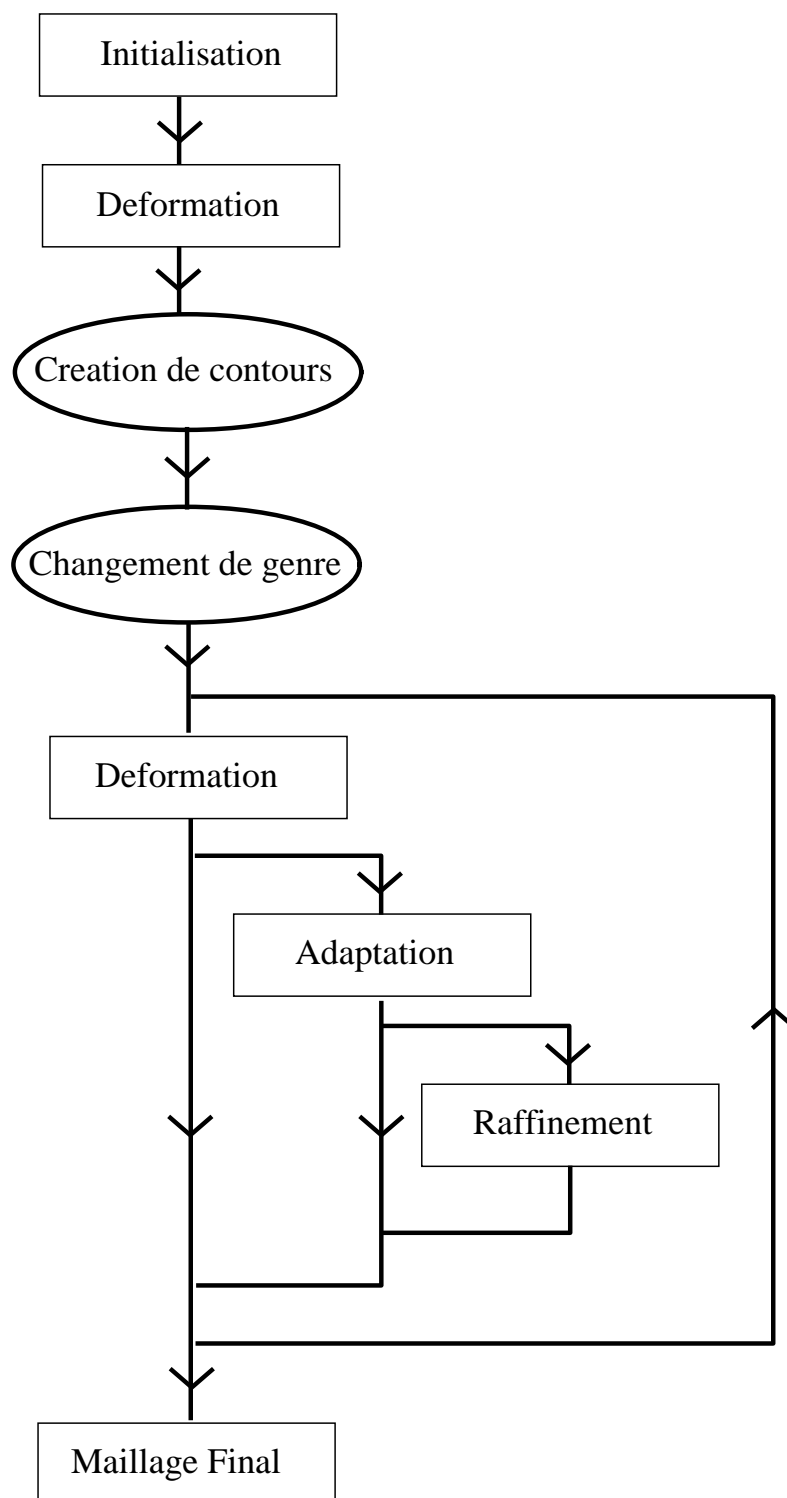 Initialisation
Deformation
Creation de contours
Changement de genre
Deformation
Adaptation
Raffinement
Maillage Final